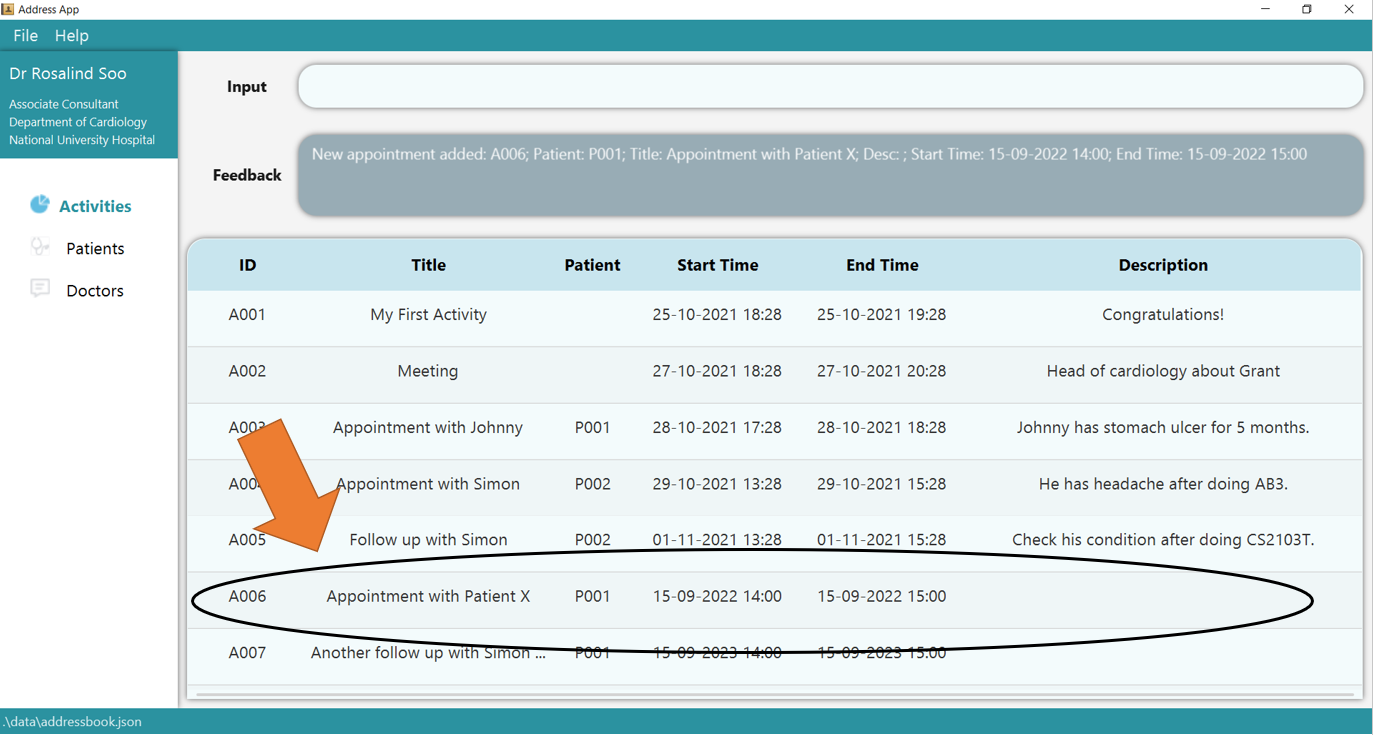 Address App
File Help
Dr Rosalind Soo
Associate Consultant
Department of Cardiology
National University Hospital
Activities
Patients
Doctors
Input
Feedback
New appointment added: A006; Patient: P001; Title: Appointment with Patient X; Desc: ; Start Time: 15-09-2022 14:00; End Time: 15-09-2022 15:00
ID Title Patient Start Time End Time Description
A001 My First Activity 25-10-2021 18:28 25-10-2021 19:28 Congratulations!
A002 Meeting 27-10-2021 18:28 27-10-2021 20:28 Head of cardiology about Grant
A003 Appointment with Johnny P001 28-10-2021 17:28 28-10-2021 18:28 Johnny has stomach ulcer for 5 months.
A004 Appointment with Simon P002 29-10-2021 13:28 29-10-2021 15:28 He has headache after doing AB3.
A005 Follow up with Simon P002 01-11-2021 13:28 01-11-2021 15:28 Check his condition after doing CS2103T.
A006 Appointment with Patient X P001 15-09-2022 14:00 15-09-2022 15:00
A007 Another follow up with Simon ... P001 15-09-2023 14:00 15-09-2023 15:00
.\data\addressbook.json